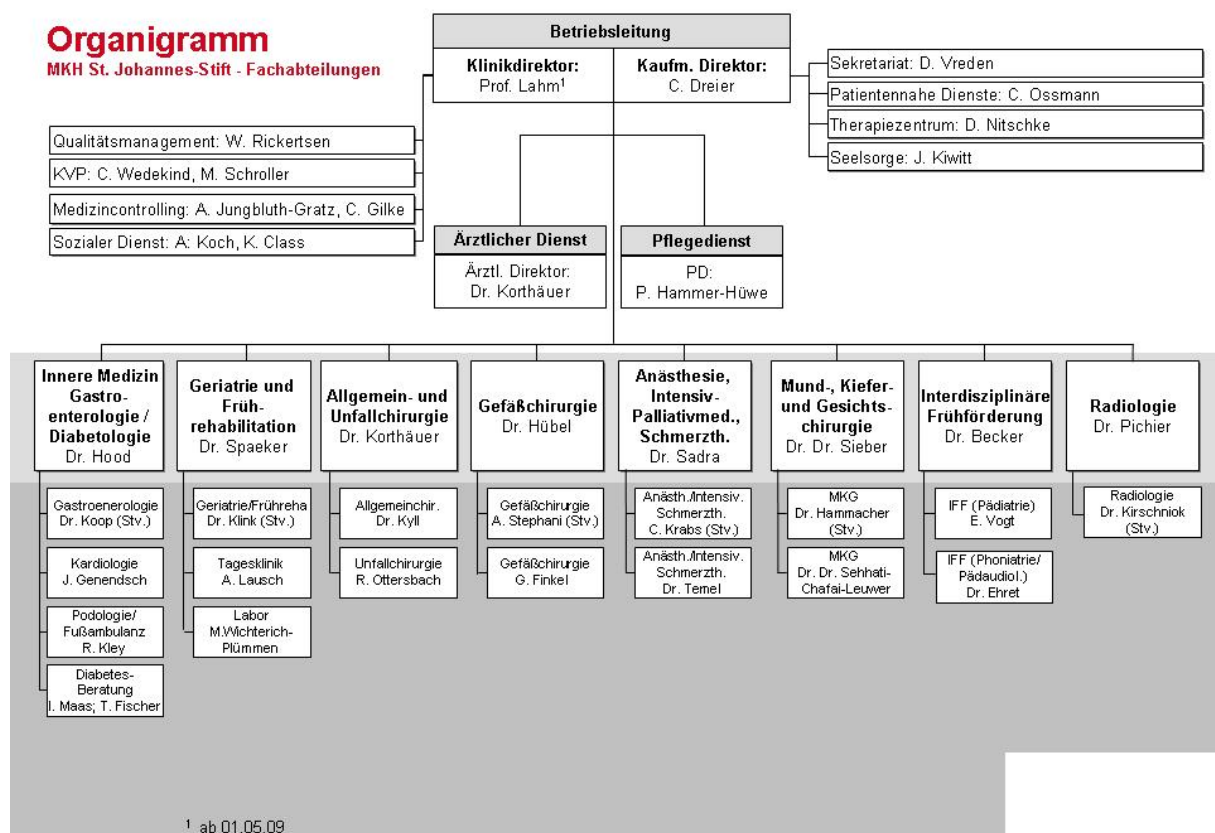 Organigramm
MKH St. Johannes-Stift - Fachabteilungen
Betriebsleitung
Klinikdirektor:
Prof. Lahm¹
Kaufm. Direktor:
C. Dreier
Sekretariat: D. Vreden
Patientennahe Dienste: C. Ossmann
Therapiezentrum: D. Nitschke
Seelsorge: J. Kiwitt
Qualitätsmanagement: W. Rickertsen
KVP: C. Wedekind, M. Schroller
Medizincontrolling: A. Jungbluth-Gratz, C. Gilke
Sozialer Dienst: A: Koch, K. Class
Ärztlicher Dienst
Ärztl. Direktor:
Dr. Korthäuer
Pflegedienst
PD:
P. Hammer-Hüwe
Innere Medizin
Gastro-
enterologie /
Diabetologie
Dr. Hood
Geriatrie und
Früh-
rehabilitation
Dr. Spaeker
Allgemein- und
Unfallchirurgie
Dr. Korthäuer
Gefäßchirurgie
Dr. Hübel
Anästhesie,
Intensiv-
Palliativmed.,
Schmerzth.
Dr. Sadra
Mund-, Kiefer-
und Gesichts-
chirurgie
Dr. Dr. Sieber
Interdisziplinäre
Frühförderung
Dr. Becker
Radiologie
Dr. Pichier
Gastroenerologie
Dr. Koop (Stv.)
Kardiologie
J. Genendsch
Podologie/
Fußambulanz
R. Kley
Diabetes-
Beratung
I. Maas; T. Fischer
Geriatrie/Frühreha
Dr. Klink (Stv.)
Tagesklinik
A. Lausch
Labor
M.Wichterich-
Plümmen
Allgemeinchir.
Dr. Kyll
Unfallchirurgie
R. Ottersbach
Gefäßchirurgie
A. Stephani (Stv.)
Gefäßchirurgie
G. Finkel
Anästh./Intensiv.
Schmerzth.
C. Krabs (Stv.)
Anästh./Intensiv.
Schmerzth.
Dr. Temel
MKG
Dr. Hammacher
(Stv.)
MKG
Dr. Dr. Sehhati-
Chafai-Leuwer
IFF (Pädiatrie)
E. Vogt
IFF (Phoniatrie/
Pädaudiol.)
Dr. Ehret
Radiologie
Dr. Kirschniok
(Stv.)
¹ ab 01.05.09